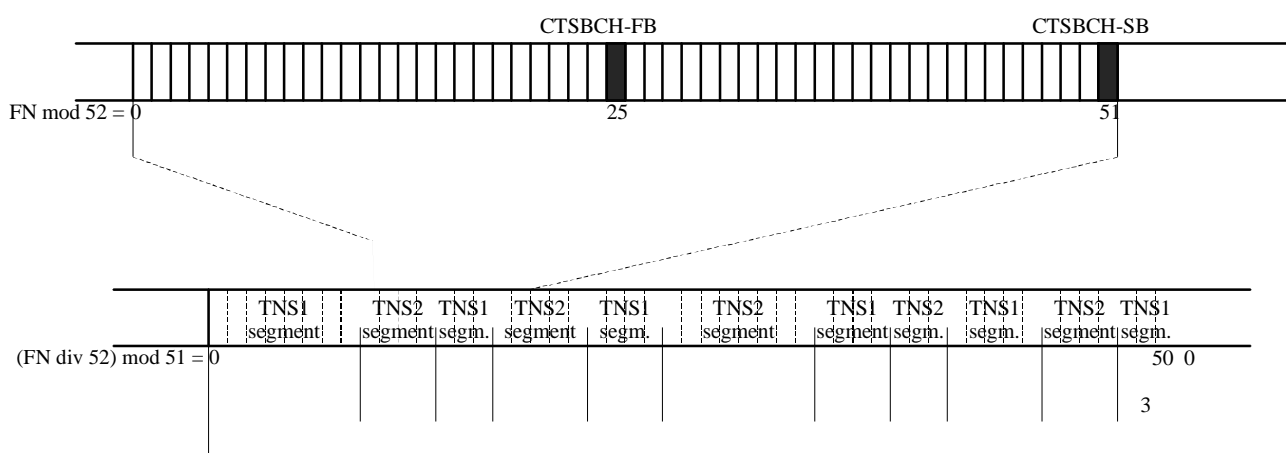 CTSBCH-FB CTSBCH-SB
FN mod 52 = 0 25 51
TNS1 TNS2 TNS1 TNS2 TNS1 TNS2 TNS1 TNS2 TNS1 TNS2 TNS1
segment segment segm. segment segm. segment segment segm. segm. segment segm.
(FN div 52) mod 51 = 0 50 0
3